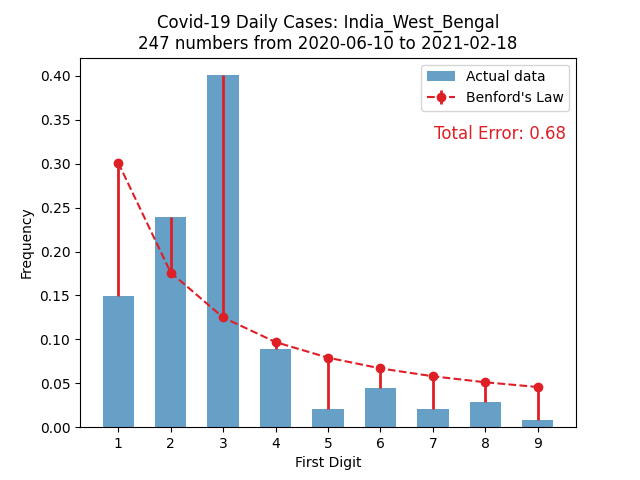 Covid-19 Daily Cases: India_West_Bengal
247 numbers from 2020-06-10 to 2021-02-18
Actual data
Benford's Law
Total Error: 0.68
0.40
0.35
0.30
0.25
0.20
0.15
0.10
0.05
0.00
Frequency
1 2 3 4 5 6 7 8 9
First Digit